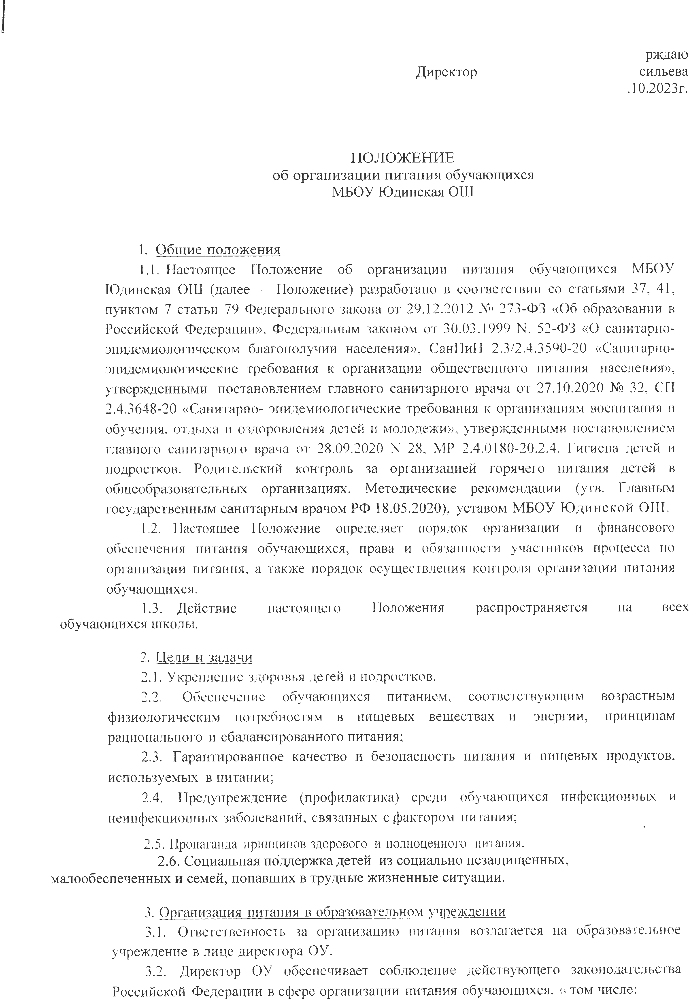 рждаю
Директор сильева
.10.2023г.
ПОЛОЖЕНИЕ
об организации питания обучающихся
МБОУ Юдинская ОШ
1. Общие положения
1.1. Настоящее Положение об организации питания обучающихся МБОУ
Юдинская ОШ (далее - Положение) разработано в соответствии со статьями 37, 41,
пунктом 7 статьи 79 Федерального закона от 29.12.2012 № 273-ФЗ «Об образовании в
Российской Федерации», Федеральным законом от 30.03.1999 N. 52-ФЗ «О санитарно-
эпидемиологическом благополучии населения», СанПиН 2.3/2.4.3590-20 «Санитарно-
эпидемиологические требования к организации общественного питания населения»,
утвержденными постановлением главного санитарного врача от 27.10.2020 № 32, СП
2.4.3648-20 «Санитарно- эпидемиологические требования к организациям воспитания и
обучения, отдыха и оздоровления детей и молодежи», утвержденными постановлением
главного санитарного врача от 28.09.2020 N 28, МР 2.4.0180-20.2.4. Гигиена детей и
подростков. Родительский контроль за организацией горячего питания детей в
общеобразовательных организациях. Методические рекомендации (утв. Главным
государственным санитарным врачом РФ 18.05.2020), уставом МБОУ Юдинской ОШ.
1.2. Настоящее Положение определяет порядок организации и финансового
обеспечения питания обучающихся, права и обязанности участников процесса по
организации питания, а также порядок осуществления контроля организации питания
обучающихся.
1.3. Действие настоящего Положения распространяется на всех
обучающихся школы.
2. Цели и задачи
2.1. Укрепление здоровья детей и подростков.
2.2. Обеспечение обучающихся питанием, соответствующим возрастным
физиологическим потребностям в пищевых веществах и энергии, принципам
рационального и сбалансированного питания;
2.3. Гарантированное качество и безопасность питания и пищевых продуктов,
используемых в питании;
2.4. Предупреждение (профилактика) среди обучающихся инфекционных и
неинфекционных заболеваний, связанных с фактором питания;
2.5. Пропаганда принципов здорового и полноценного питания.
2.6. Социальная поддержка детей из социально незащищенных,
малообеспеченных и семей, попавших в трудные жизненные ситуации.
3. Организация питания в образовательном учреждении
3.1. Ответственность за организацию питания возлагается на образовательное
учреждение в лице директора ОУ.
3.2. Директор ОУ обеспечивает соблюдение действующего законодательства
Российской Федерации в сфере организации питания обучающихся, в том числе: